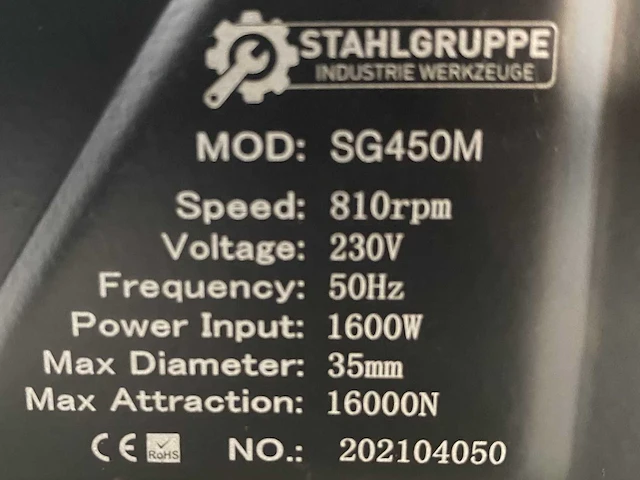 STAHLGRUPPE
INDUSTRIE WERKZEUGE
MOD: SG450M
Speed: 810rpm
Voltage: 230V
Frequency: 50Hz
Power Input: 1600W
Max Diameter: 35mm
Max Attraction: 16000N
CE RoHS NO.: 202104050